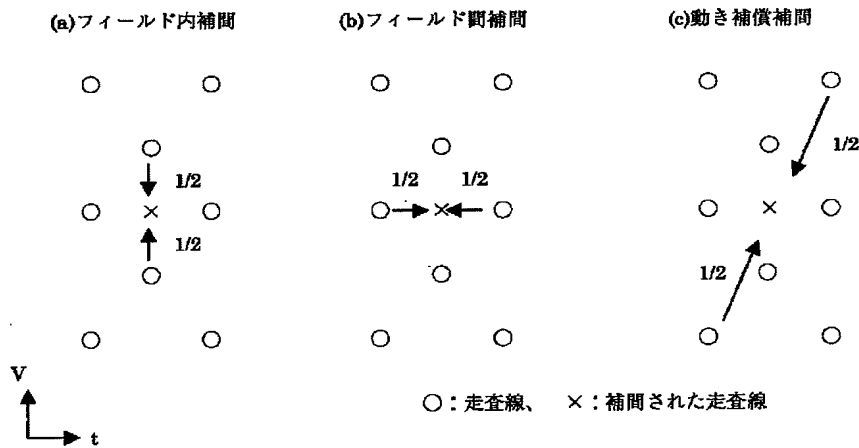 (a)フィールド内補間
(b)フィールド間補間
(c)動き補償補間
1/2
1/2
1/2
1/2
1/2
1/2
V
t
○：走査線、 ×：補間された走査線